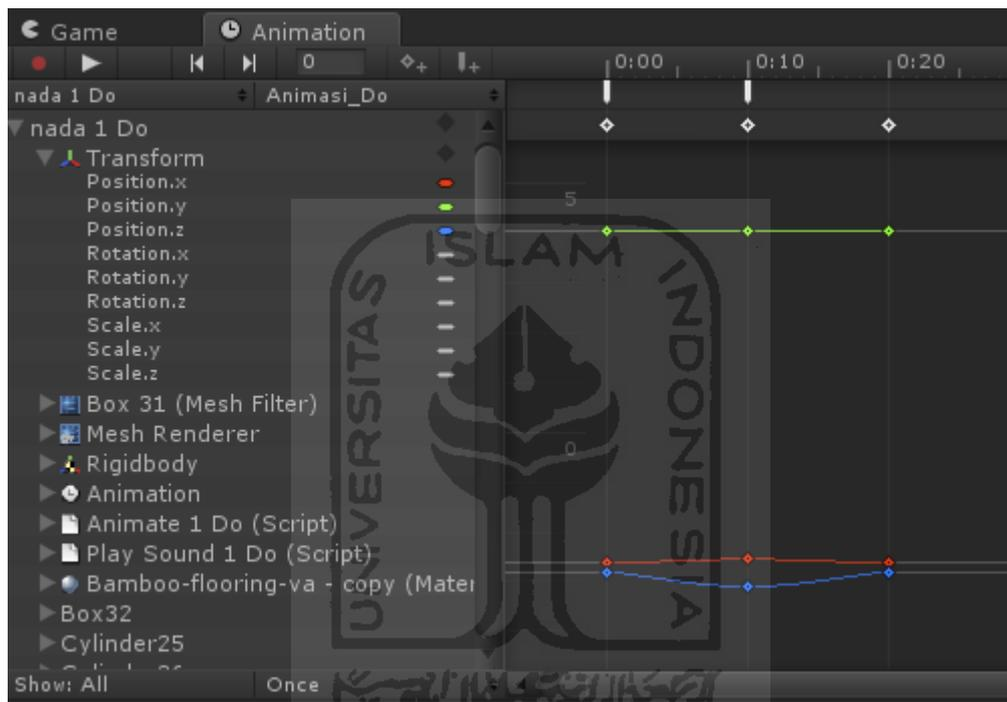 Game Animation
0 0:00 0:10 0:20
nada 1 Do Animasi_Do
nada 1 Do
Transform
Position.x
Position.y
Position.z
Rotation.x
Rotation.y
Rotation.z
Scale.x
Scale.y
Scale.z
Box 31 (Mesh Filter)
Mesh Renderer
Rigidbody
Animation
Animate 1 Do (Script)
Play Sound 1 Do (Script)
Bamboo-flooring-va - copy (Mater
Box32
Cylinder25
Show: All Once
5
0
UNIVERSITAS
ISLAM
INDONESIA